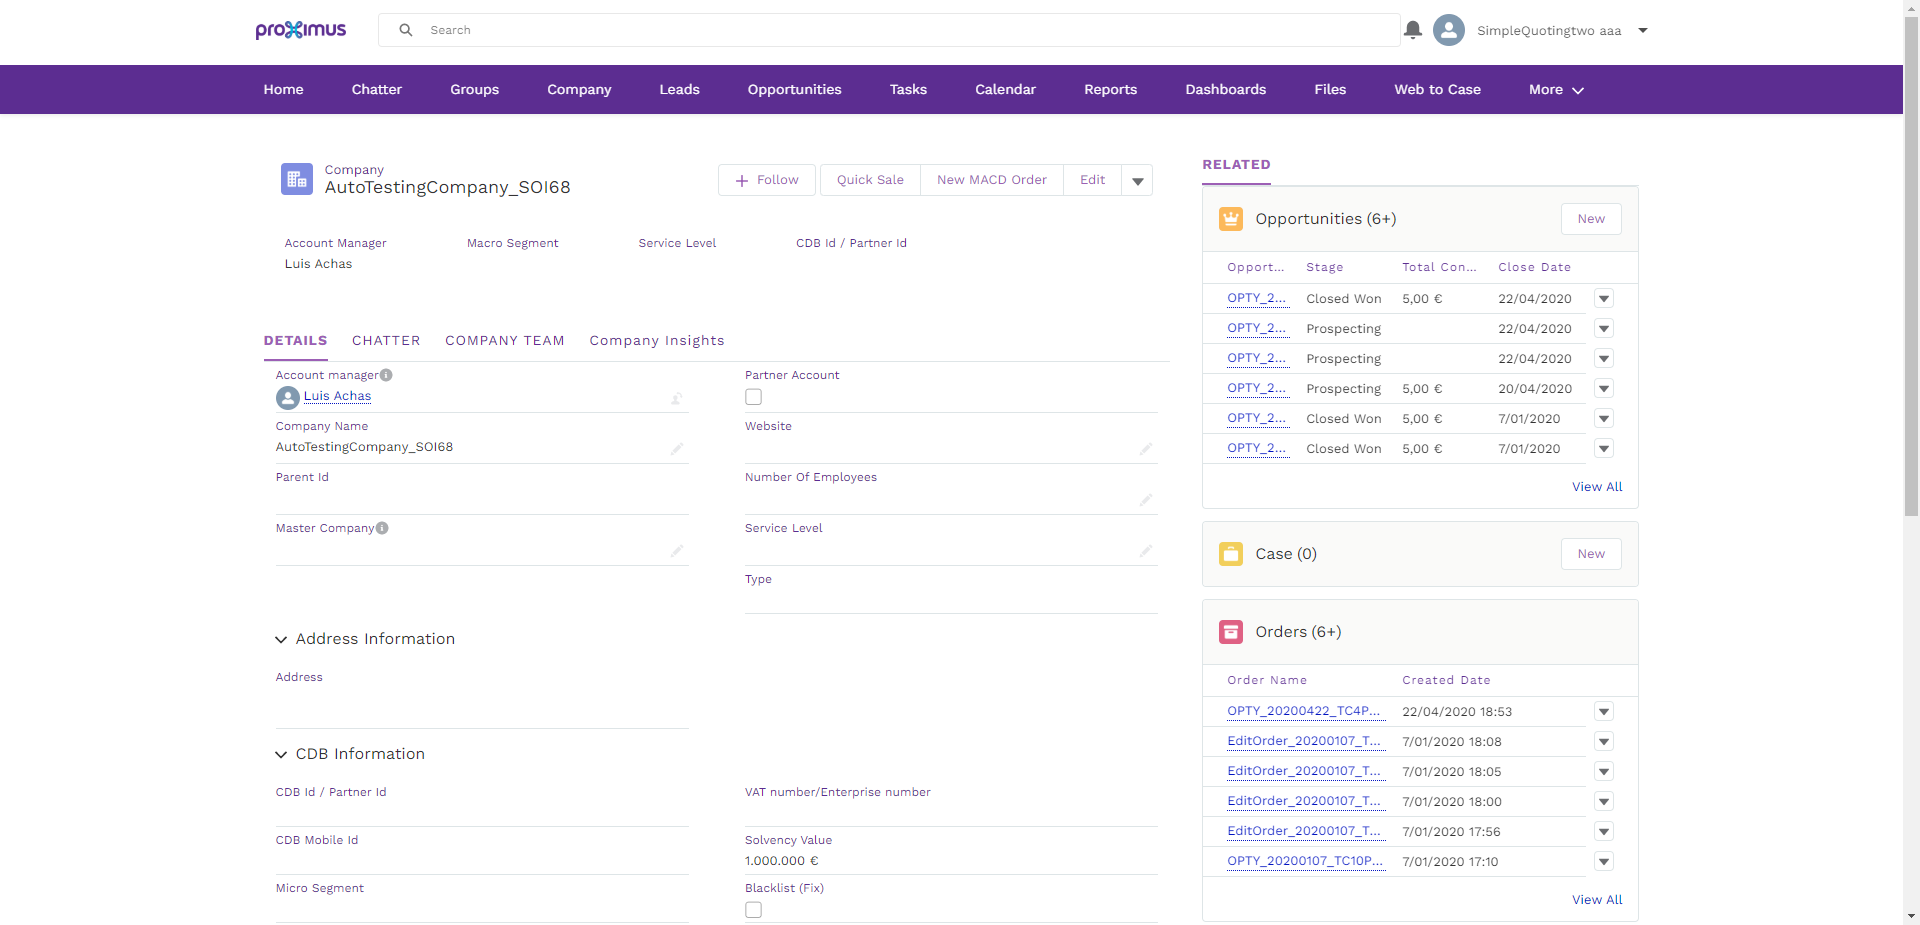 proximus
Search
SimpleQuotingtwo aaa
Home Chatter Groups Company Leads Opportunities Tasks Calendar Reports Dashboards Files Web to Case More
Company
AutoTestingCompany_SOI68
Follow Quick Sale New MACD Order Edit
Account Manager Macro Segment Service Level CDB Id / Partner Id
Luis Achas
DETAILS CHATTER COMPANY TEAM Company Insights
Account manager Partner Account
Luis Achas
Company Name Website
AutoTestingCompany_SOI68
Parent Id Number Of Employees
Master Company Service Level
Type
Address Information
Address
CDB Information
CDB Id / Partner Id VAT number/Enterprise number
CDB Mobile Id Solvency Value
1.000.000 €
Micro Segment Blacklist (Fix)
RELATED
Opportunities (6+) New
Opport... Stage Total Con... Close Date
OPTY_2... Closed Won 5,00 € 22/04/2020
OPTY_2... Prospecting 22/04/2020
OPTY_2... Prospecting 22/04/2020
OPTY_2... Prospecting 5,00 € 20/04/2020
OPTY_2... Closed Won 5,00 € 7/01/2020
OPTY_2... Closed Won 5,00 € 7/01/2020
View All
Case (0) New
Orders (6+)
Order Name Created Date
OPTY_20200422_TC4P... 22/04/2020 18:53
EditOrder_20200107_T... 7/01/2020 18:08
EditOrder_20200107_T... 7/01/2020 18:05
EditOrder_20200107_T... 7/01/2020 18:00
EditOrder_20200107_T... 7/01/2020 17:56
OPTY_20200107_TC10P... 7/01/2020 17:10
View All